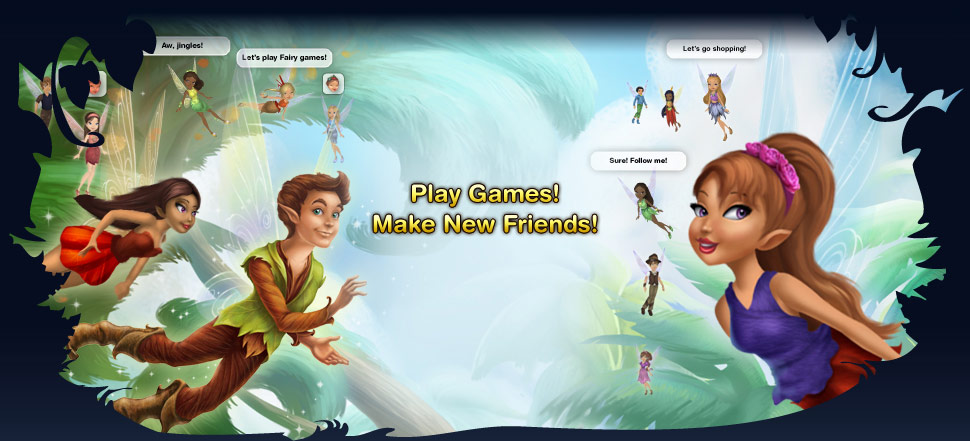 Aw, jingles!
Let's play Fairy games!
Let's go shopping!
Sure! Follow me!
Play Games!
Make New Friends!